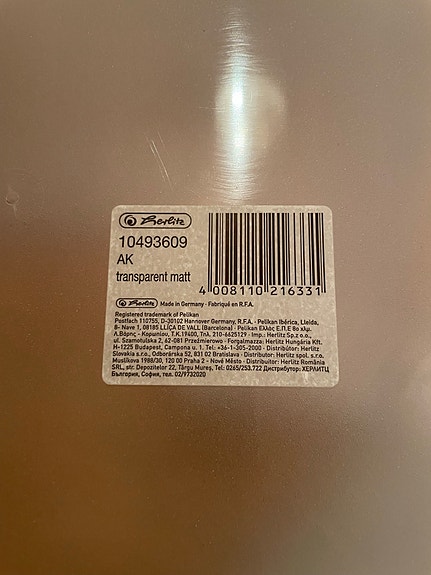 Herlitz
10493609
AK
transparent matt
4 008110 216331
Herlitz Made in Germany · Fabriqué en R.F.A.
Registered trademark of Pelikan
Postfach 110755, D-30102 Hannover Germany, R.F.A. · Pelikan Ibérica, Lleida,
8- Nave 1, 08185 LLIÇA DE VALL (Barcelona) · Pelikan Ελλας Ε.Π.Ε 8ο χλμ.
Λ.Βάρης - Κορωπίου, Τ.Κ.19400, Τηλ. 210-6625129 · Imp.: Herlitz Sp.z o.o.,
ul. Szamotulska 2, 62-081 Przeźmierowo · Forgalmazza: Herlitz Hungária Kft.
H-1225 Budapest, Campona u. 1. Tel.: +36-1-305-2000 · Distribútor: Herlitz
Slovakia s.r.o., Odborárska 52, 831 02 Bratislava · Distributor: Herlitz spol. s r.o.
Muslíkova 1988/30, 120 00 Praha 2 - Nové Město · Distribuitor: Herlitz România
SRL, str. Depozitelor 22, Târgu Mureş, Tel: 0265/253.722 Дистрибутор: ХЕРЛИТЦ
България, София, тел. 02/9732020